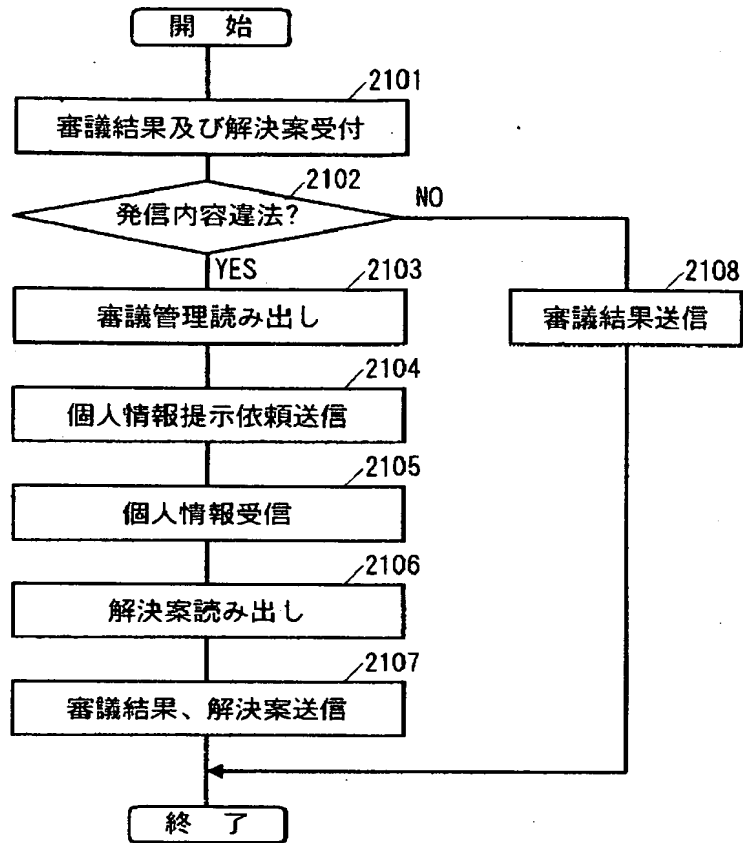 開 始
2101
審議結果及び解決案受付
2102
発信内容違法?
NO
YES
2103
審議管理読み出し
2108
審議結果送信
2104
個人情報提示依頼送信
2105
個人情報受信
2106
解決案読み出し
2107
審議結果、解決案送信
終 了